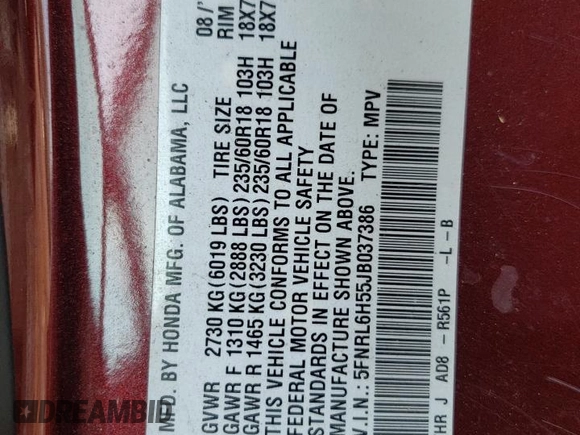 MFD. BY HONDA MFG. OF ALABAMA, LLC 08/
GVWR 2730 KG(6019 LBS) TIRE SIZE RIM
GAWR F 1310 KG(2888 LBS)235/60R18 103H 18X7
GAWR R 1465 KG(3230 LBS)235/60R18 103H 18X7
THIS VEHICLE CONFORMS TO ALL APPLICABLE
FEDERAL MOTOR VEHICLE SAFETY
STANDARDS IN EFFECT ON THE DATE OF
MANUFACTURE SHOWN ABOVE.
V.I.N.:5FNRL6H55JB037386 TYPE: MPV
HR J AD8 - R561P -L-B
DREAMBID